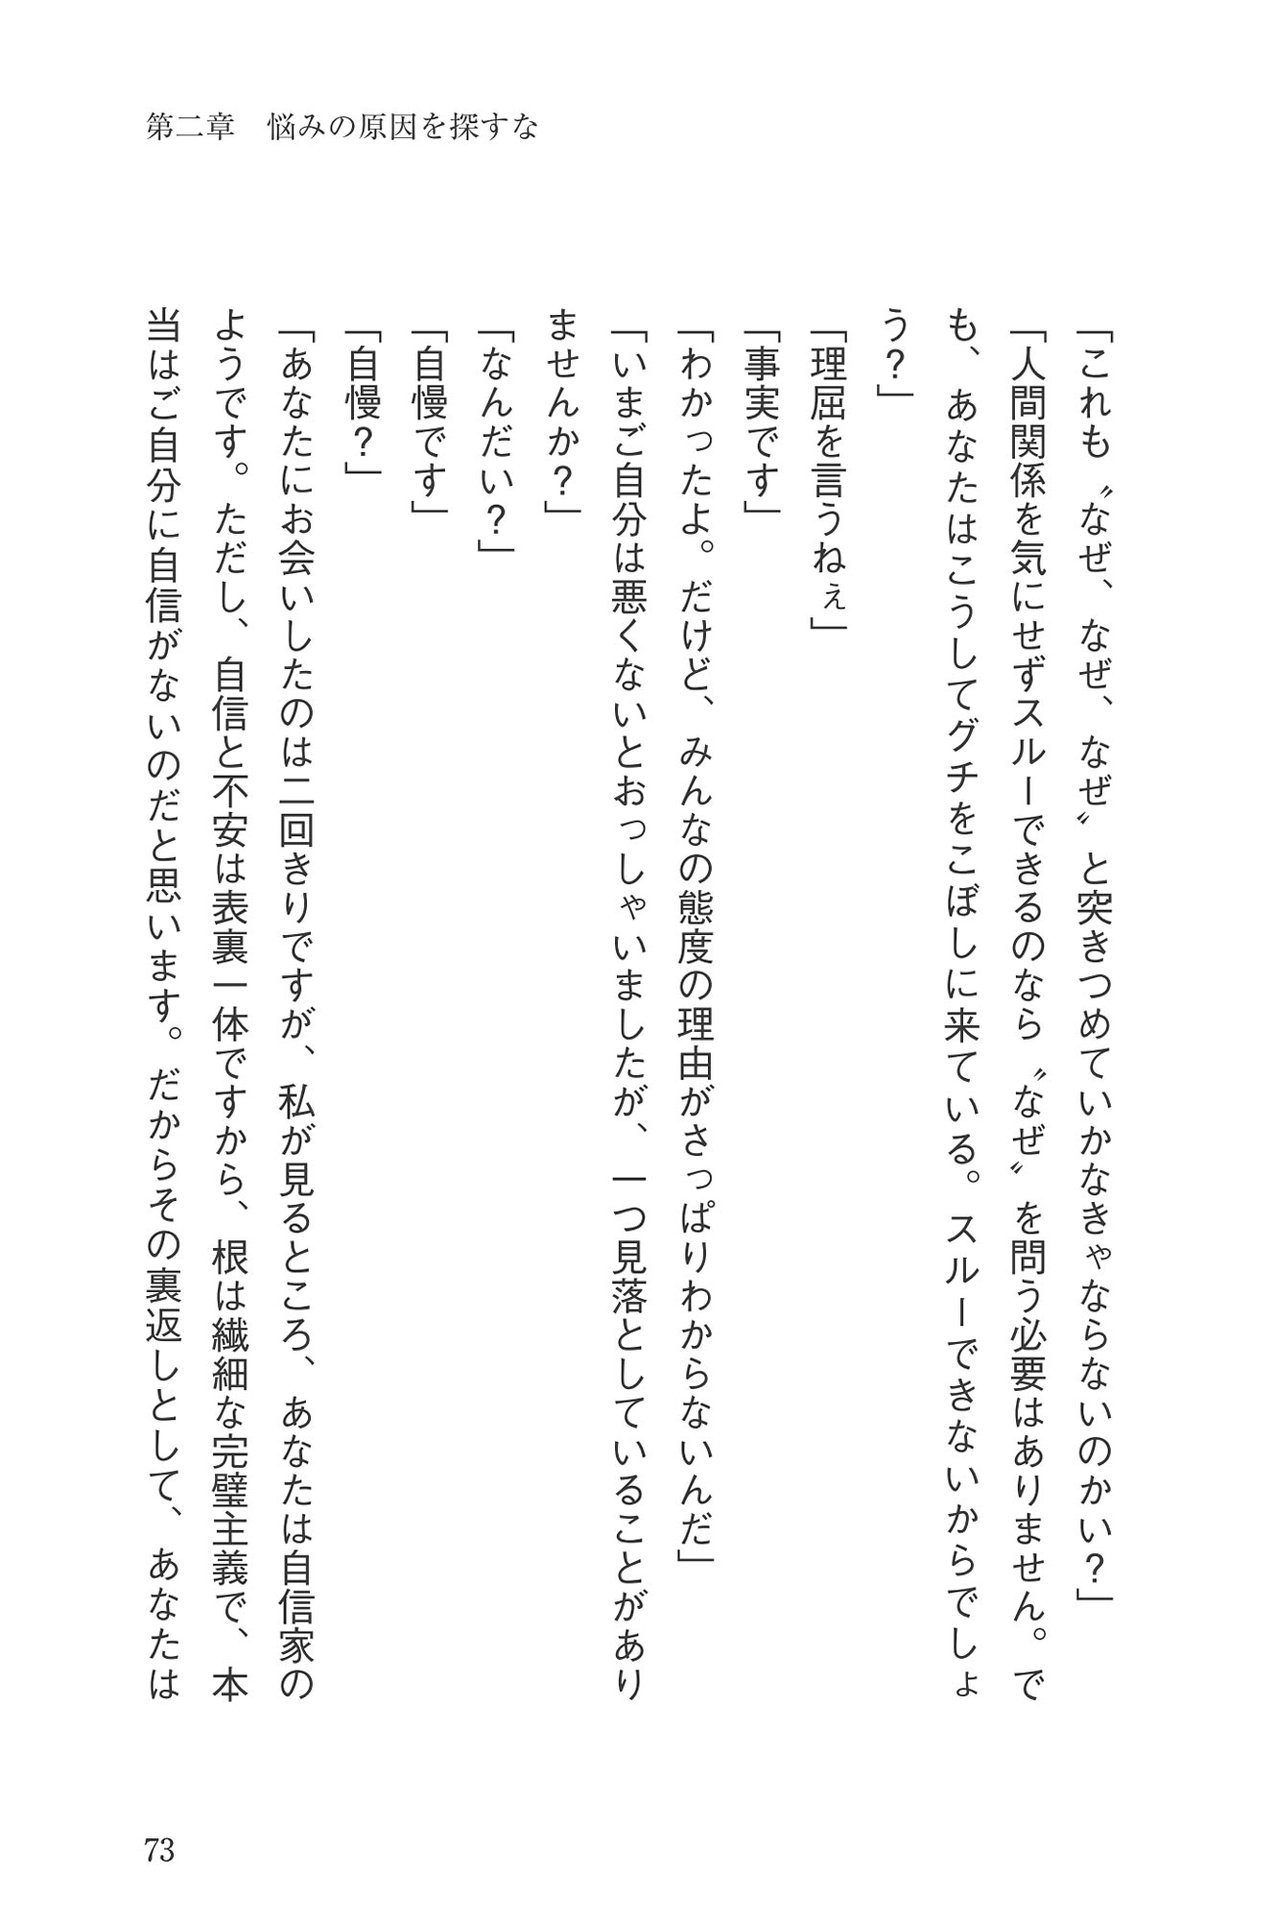 第二章　悩みの原因を探すな
「これも〝なぜ、なぜ、なぜ〟と突きつめていかなきゃならないのかい？」
「人間関係を気にせずスルーできるのなら〝なぜ〟を問う必要はありません。で
も、あなたはこうしてグチをこぼしに来ている。スルーできないからでしょ
う？」
「理屈を言うねぇ」
「事実です」
「わかったよ。だけど、みんなの態度の理由がさっぱりわからないんだ」
「いまご自分は悪くないとおっしゃいましたが、一つ見落としていることがあり
ませんか？」
「なんだい？」
「自慢です」
「自慢？」
「あなたにお会いしたのは二回きりですが、私が見るところ、あなたは自信家の
ようです。ただし、自信と不安は表裏一体ですから、根は繊細な完璧主義で、本
当はご自分に自信がないのだと思います。だからその裏返しとして、あなたは
73